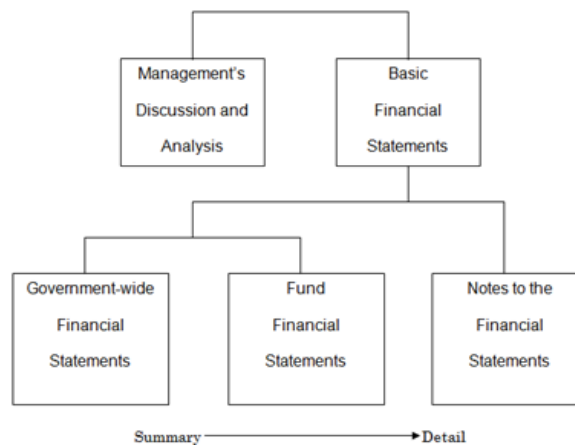 Management's
Discussion and
Analysis
Basic
Financial
Statements
Government-wide
Financial
Statements
Fund
Financial
Statements
Notes to the
Financial
Statements
Summary
Detail